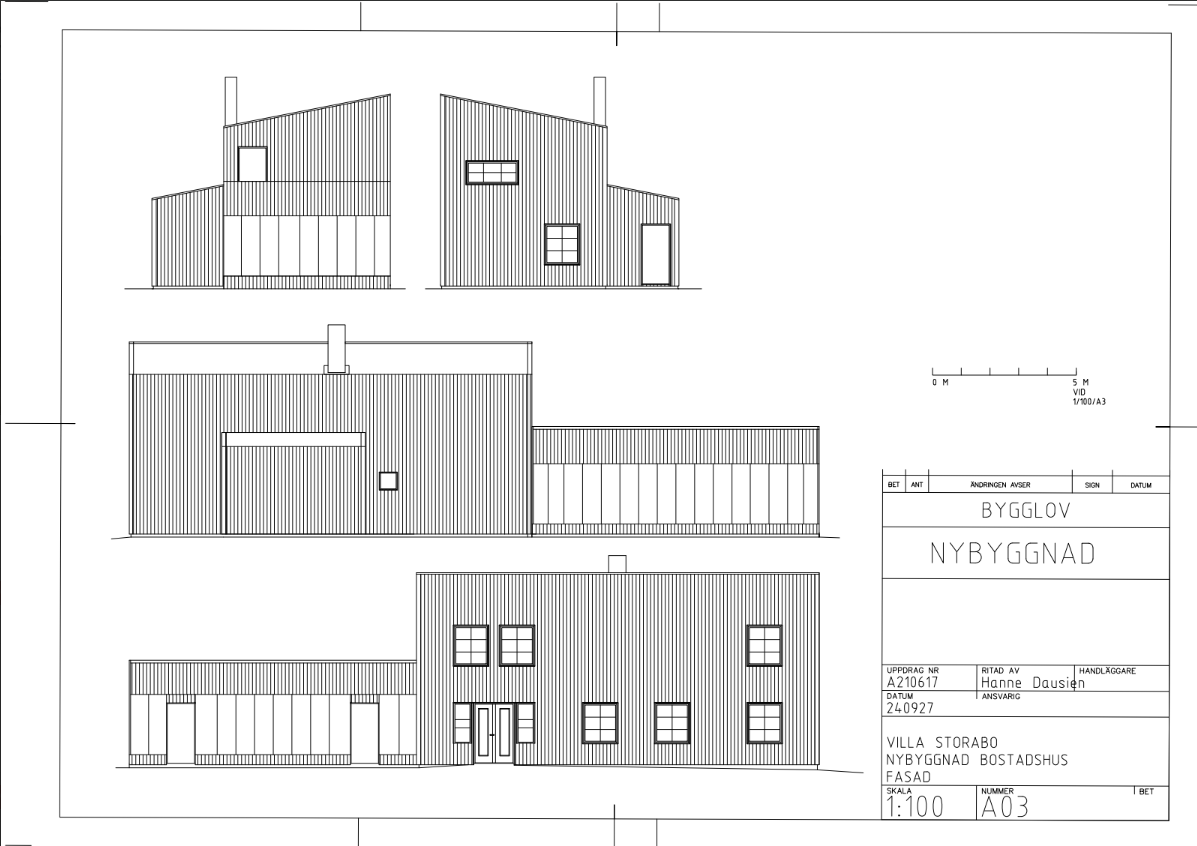 0 M 5 M
VID
1/100/A3
BET ANT ÄNDRINGEN AVSER SIGN DATUM
BYGGLOV
NYBYGGNAD
UPPDRAG NR RITAD AV HANDLÄGGARE
A210617 Hanne Dausien
DATUM ANSVARIG
240927
VILLA STORABO
NYBYGGNAD BOSTADSHUS
FASAD
SKALA NUMMER BET
1:100 A03